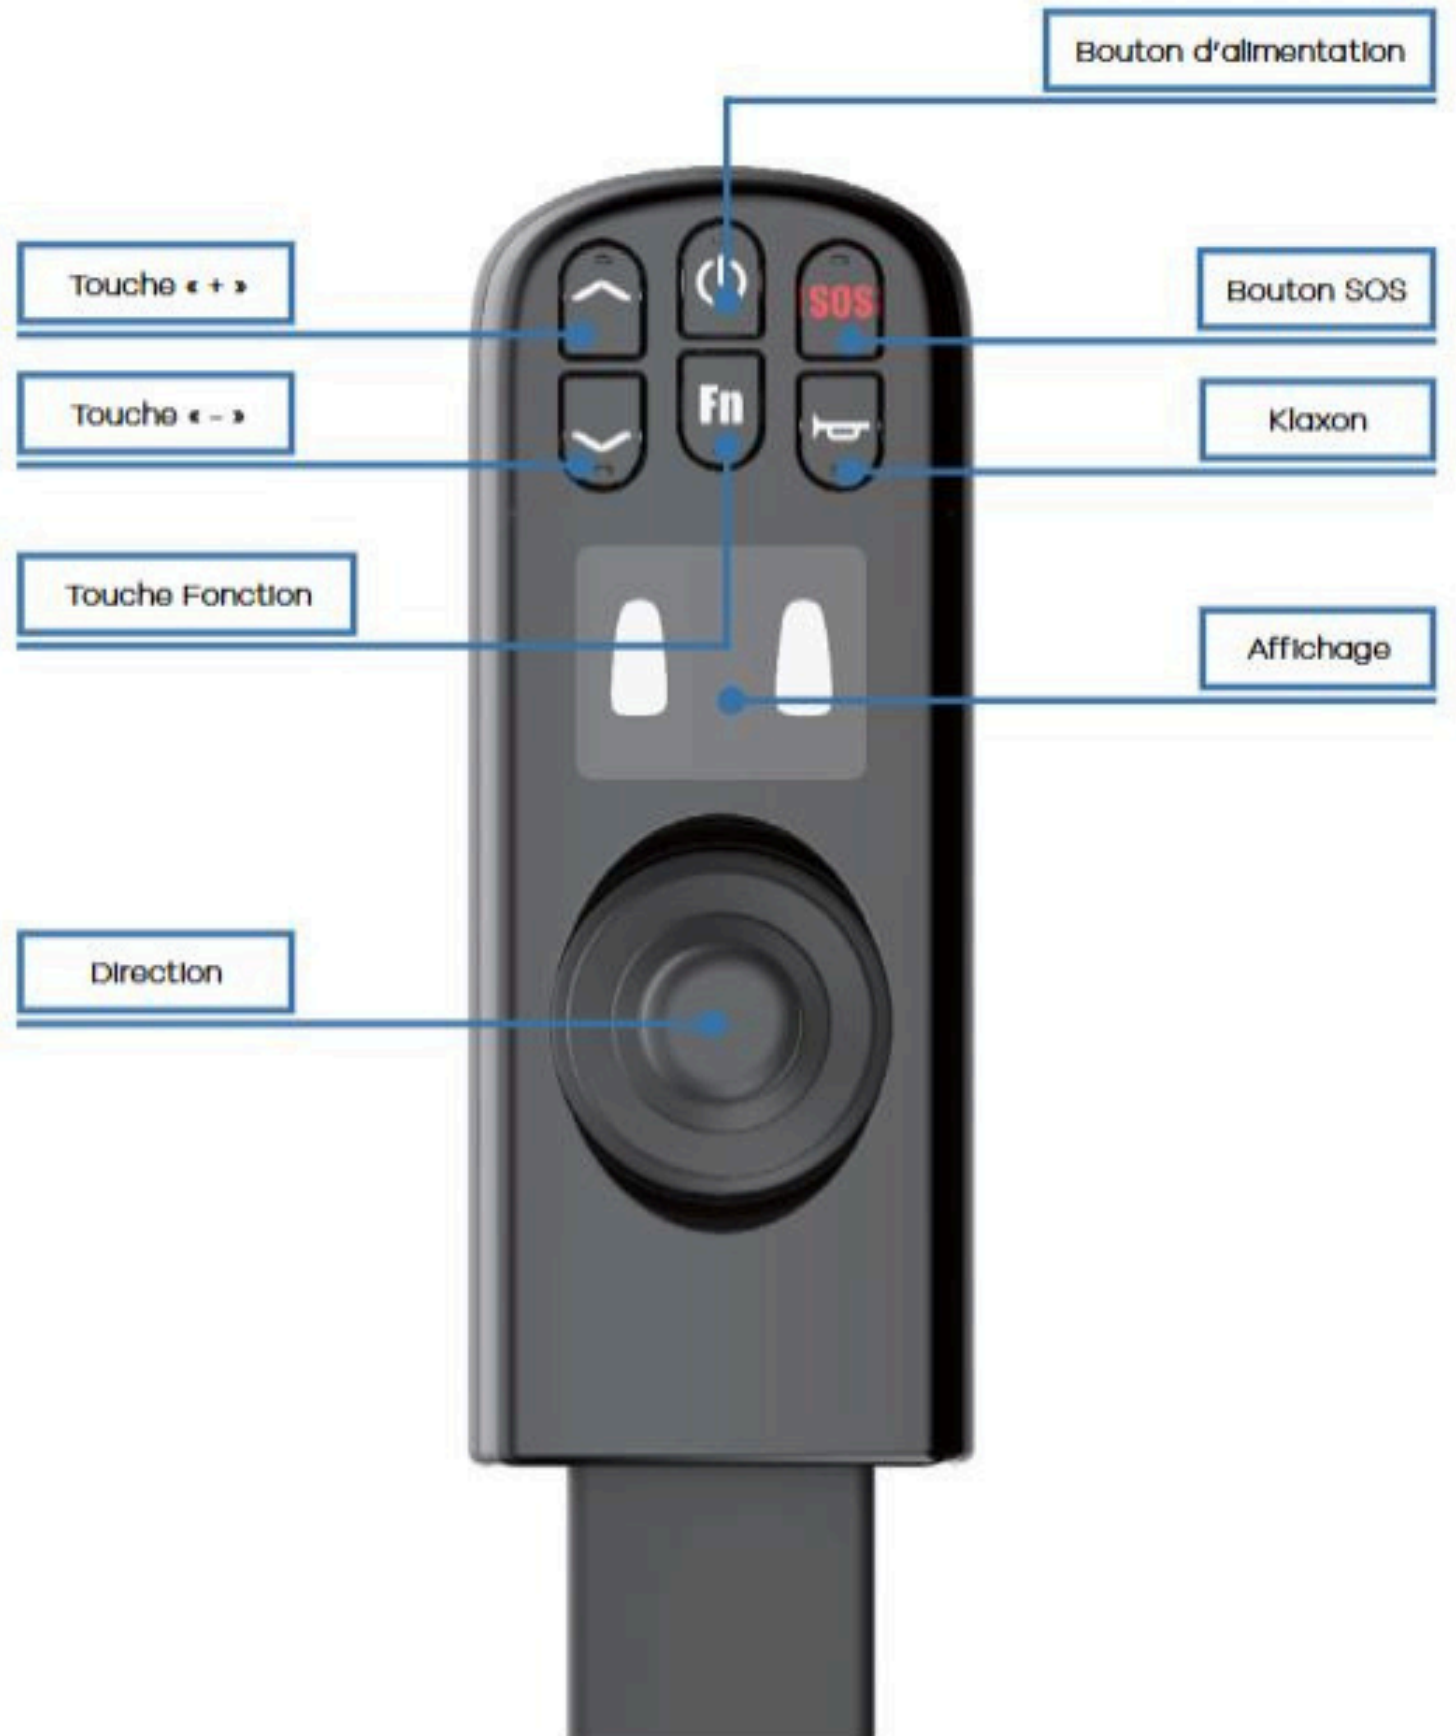 Bouton d'alimentation
Touche « + »
Bouton SOS
SOS
Touche « - »
Klaxon
Fn
Touche Fonction
Affichage
Direction